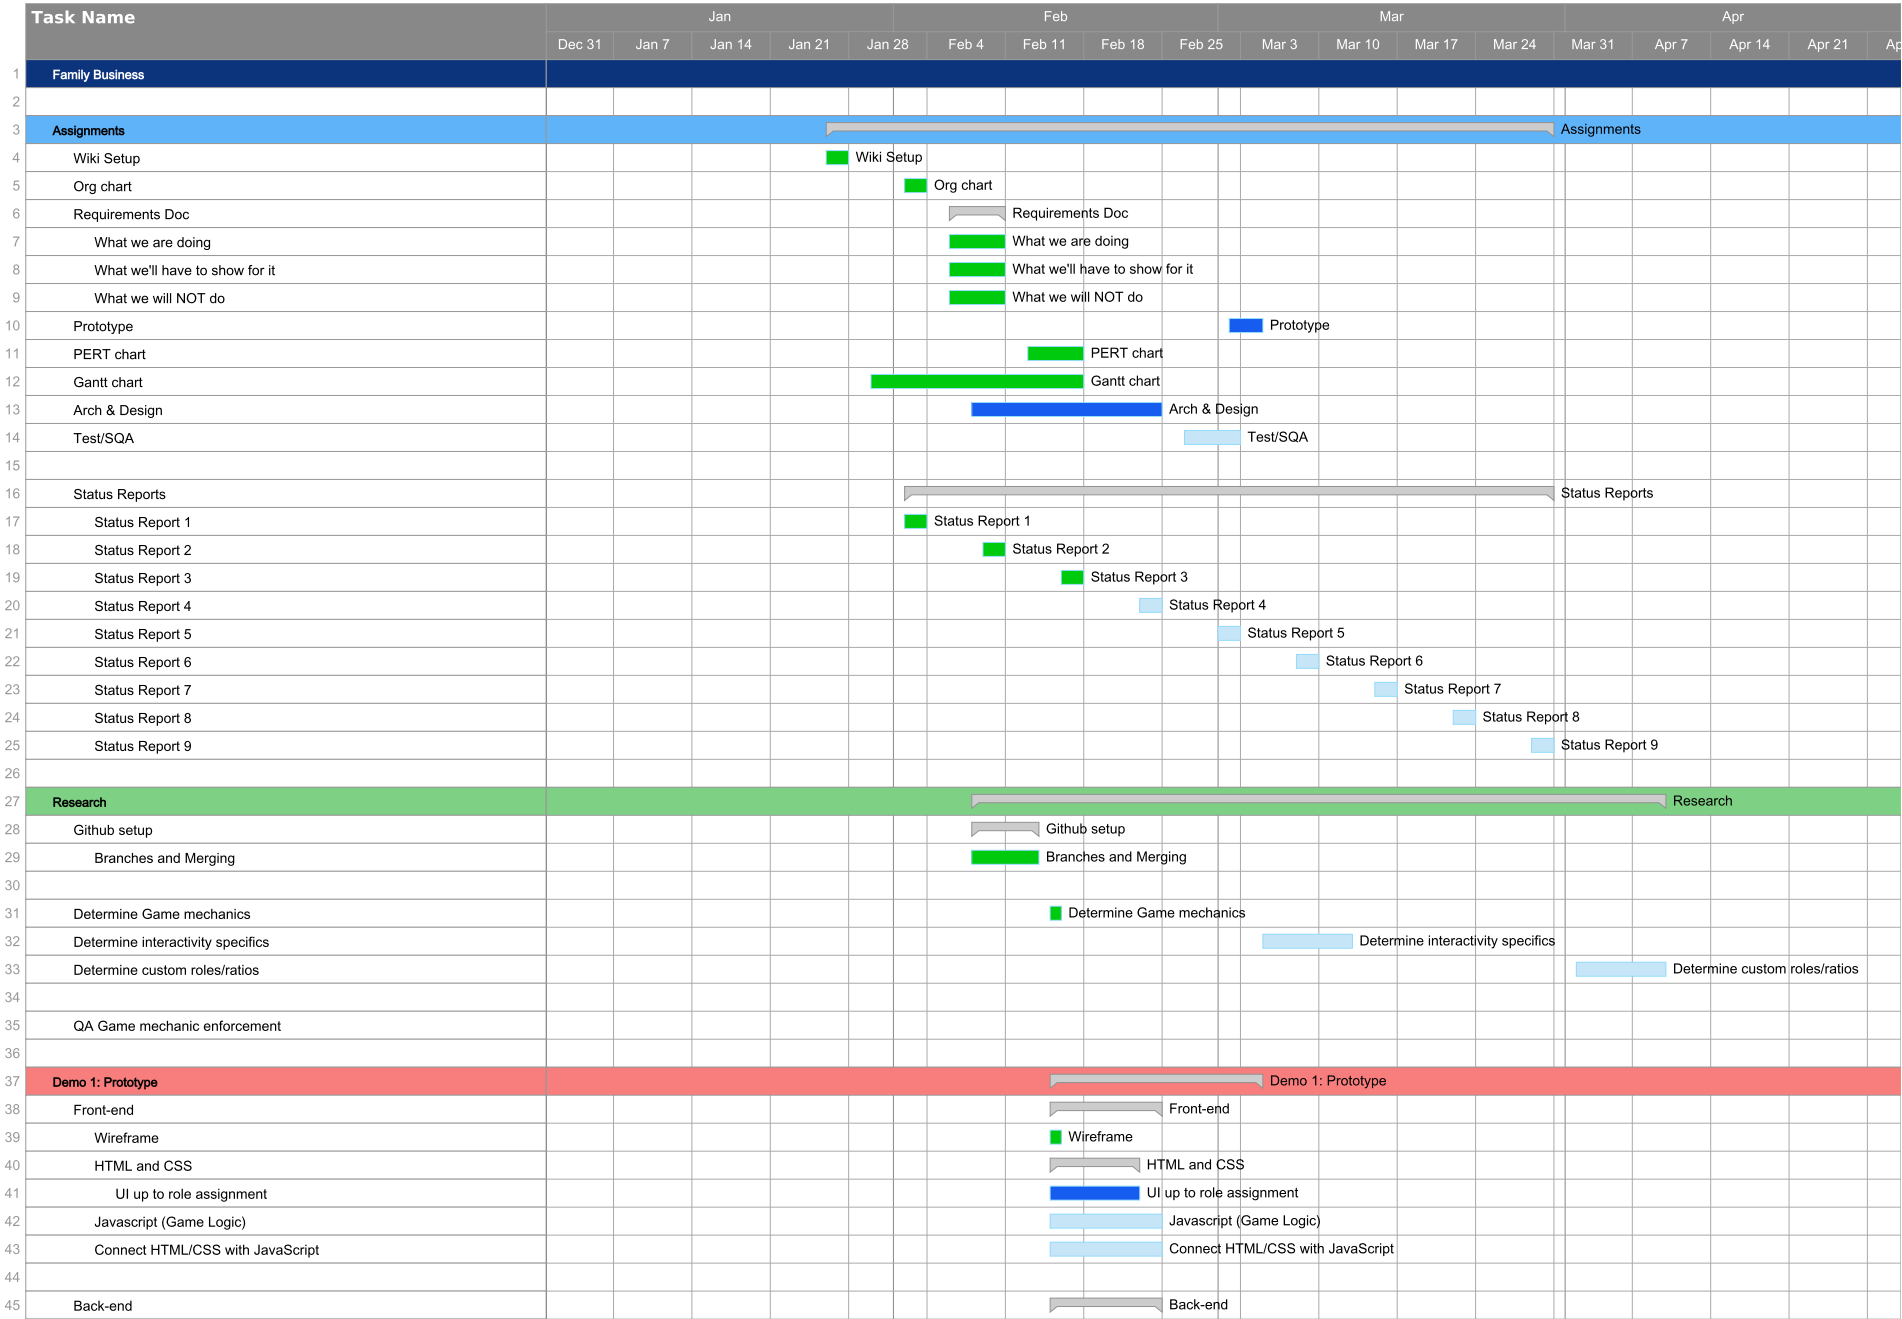 Task Name Jan Feb Mar Apr
Dec 31 Jan 7 Jan 14 Jan 21 Jan 28 Feb 4 Feb 11 Feb 18 Feb 25 Mar 3 Mar 10 Mar 17 Mar 24 Mar 31 Apr 7 Apr 14 Apr 21 Ap
1 Family Business
2
3 Assignments Assignments
4 Wiki Setup Wiki Setup
5 Org chart Org chart
6 Requirements Doc Requirements Doc
7 What we are doing What we are doing
8 What we'll have to show for it What we'll have to show for it
9 What we will NOT do What we will NOT do
10 Prototype Prototype
11 PERT chart PERT chart
12 Gantt chart Gantt chart
13 Arch & Design Arch & Design
14 Test/SQA Test/SQA
15
16 Status Reports Status Reports
17 Status Report 1 Status Report 1
18 Status Report 2 Status Report 2
19 Status Report 3 Status Report 3
20 Status Report 4 Status Report 4
21 Status Report 5 Status Report 5
22 Status Report 6 Status Report 6
23 Status Report 7 Status Report 7
24 Status Report 8 Status Report 8
25 Status Report 9 Status Report 9
26
27 Research Research
28 Github setup Github setup
29 Branches and Merging Branches and Merging
30
31 Determine Game mechanics Determine Game mechanics
32 Determine interactivity specifics Determine interactivity specifics
33 Determine custom roles/ratios Determine custom roles/ratios
34
35 QA Game mechanic enforcement
36
37 Demo 1: Prototype Demo 1: Prototype
38 Front-end Front-end
39 Wireframe Wireframe
40 HTML and CSS HTML and CSS
41 UI up to role assignment UI up to role assignment
42 Javascript (Game Logic) Javascript (Game Logic)
43 Connect HTML/CSS with JavaScript Connect HTML/CSS with JavaScript
44
45 Back-end Back-end